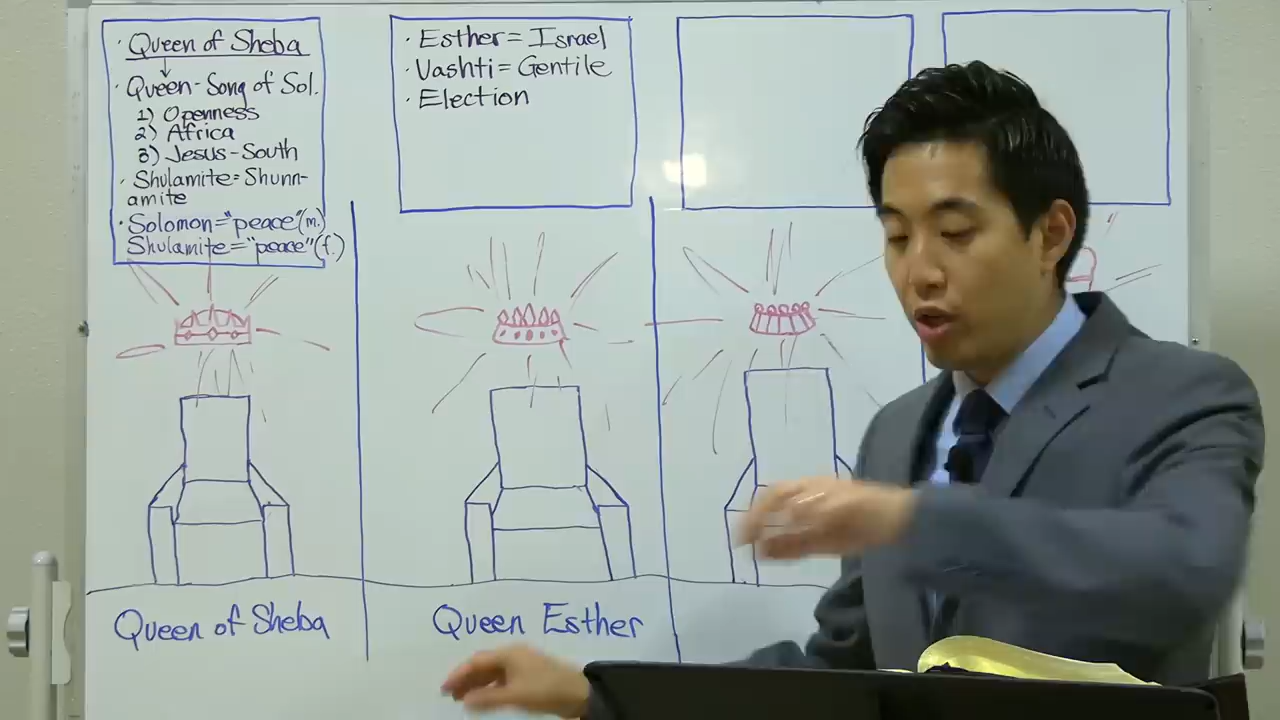 · Queen of Sheba
· Queen - Song of Sol.
1) Openness
2) Africa
3) Jesus - South
· Shulamite = Shunn-
amite
· Solomon = "peace" (m.)
Shulamite = "peace" (f.)
· Esther = Israel
· Vashti = Gentile
· Election
Queen of Sheba
Queen Esther